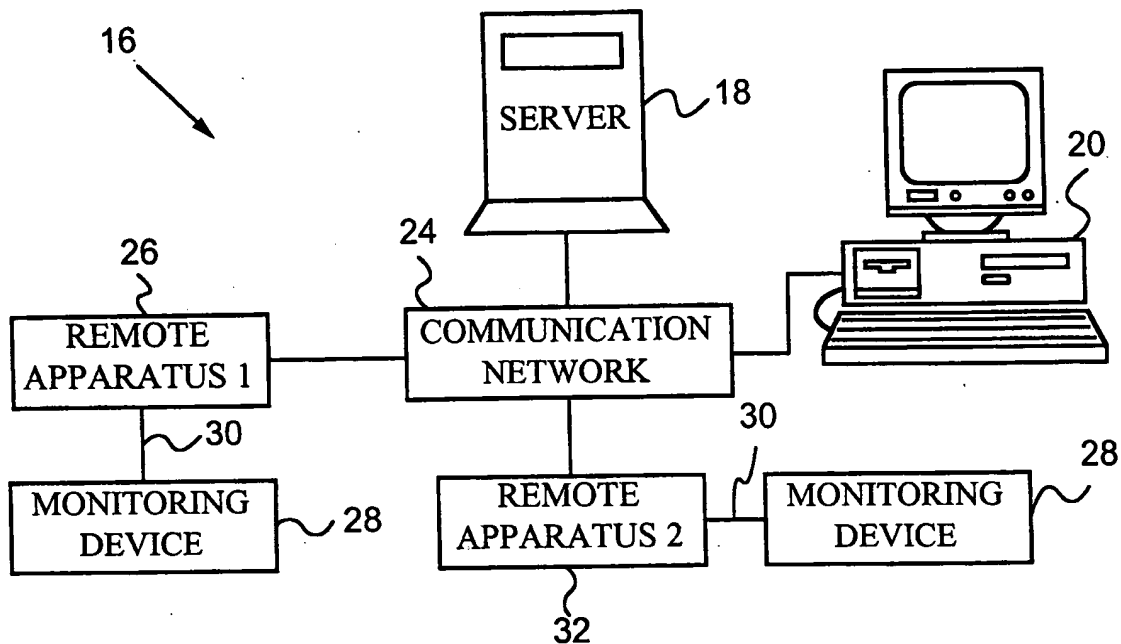 16
SERVER
18
20
24
26
REMOTE
APPARATUS 1
COMMUNICATION
NETWORK
30
MONITORING
DEVICE
28
REMOTE
APPARATUS 2
30
MONITORING
DEVICE
28
32